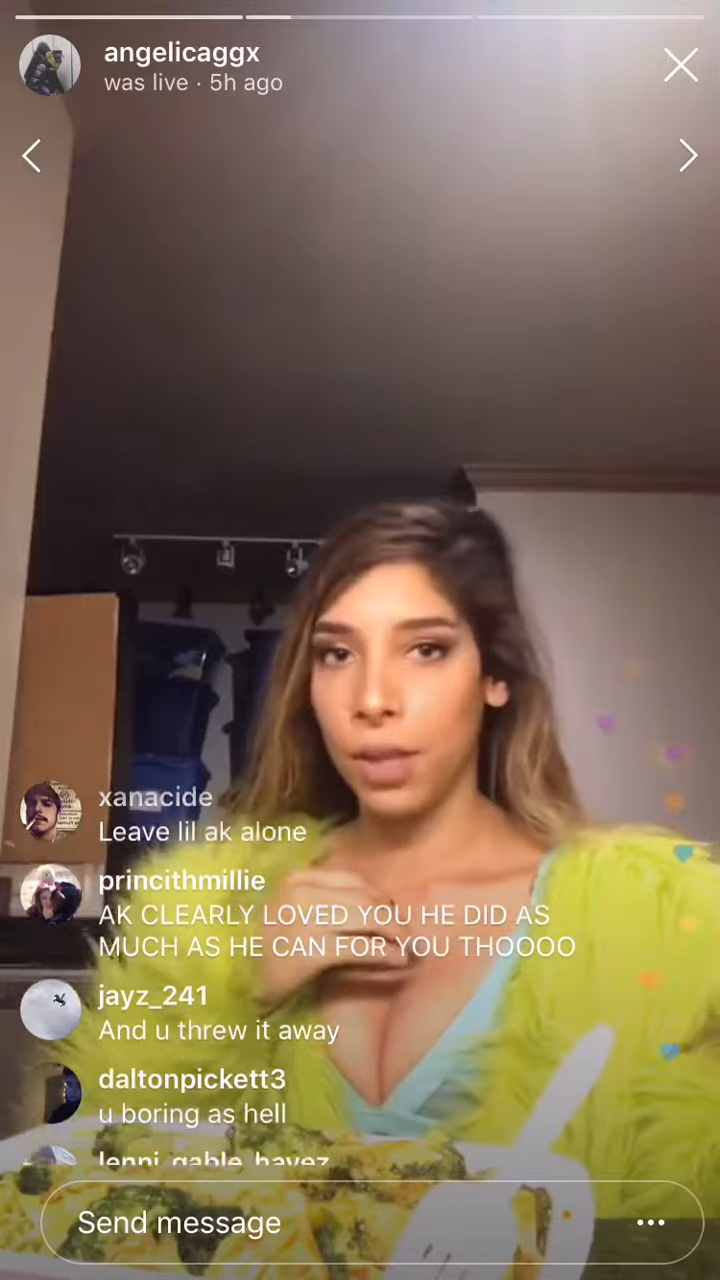 angelicaggx
was live · 5h ago
xanacide
Leave lil ak alone
princithmillie
AK CLEARLY LOVED YOU HE DID AS
MUCH AS HE CAN FOR YOU THOOOO
jayz_241
And u threw it away
daltonpickett3
u boring as hell
lenni_gable_havez
Send message